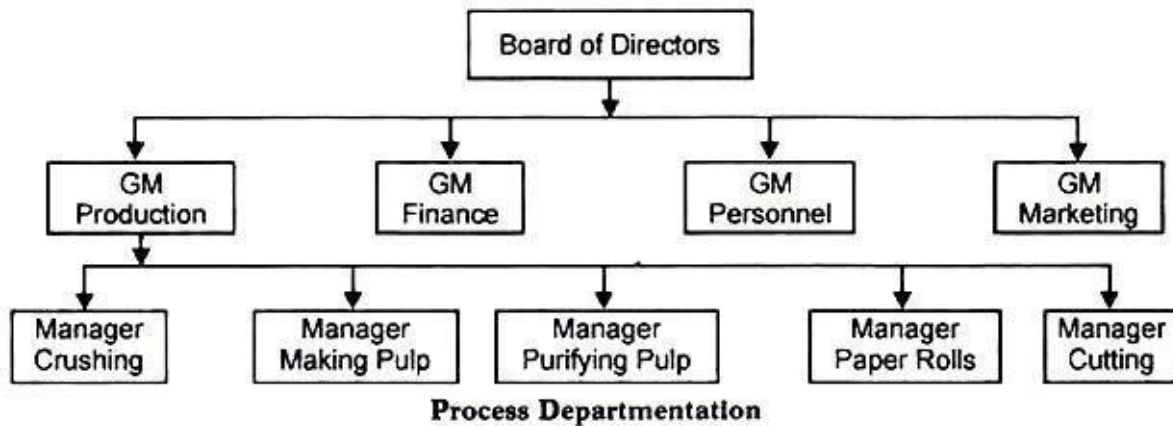 Board of Directors
GM
Production
GM
Finance
GM
Personnel
GM
Marketing
Manager
Crushing
Manager
Making Pulp
Manager
Purifying Pulp
Manager
Paper Rolls
Manager
Cutting
Process Departmentation